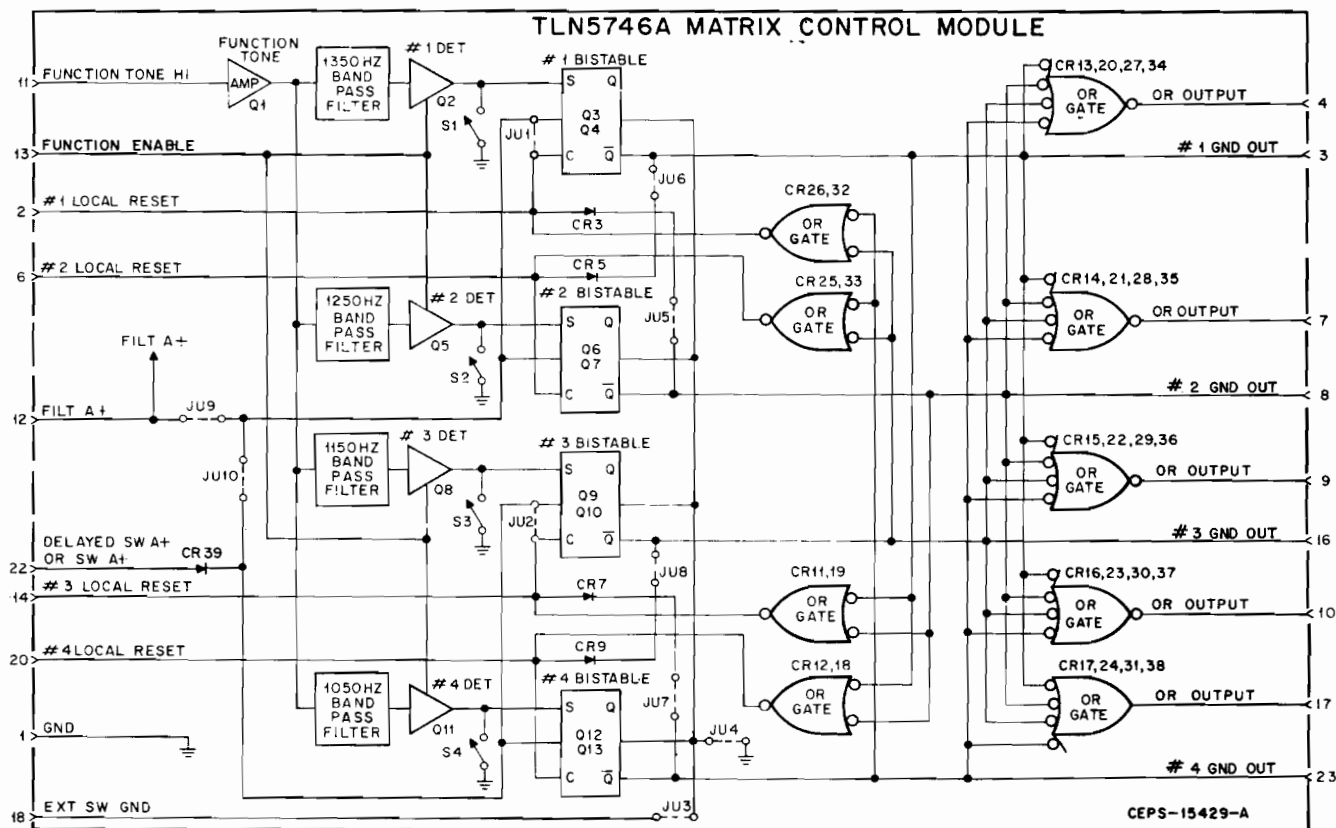 TLN5746A MATRIX CONTROL MODULE
11 FUNCTION TONE HI
FUNCTION
TONE
AMP
Q1
1350HZ
BAND
PASS
FILTER
# 1 DET
Q2
S1
# 1 BISTABLE
S Q
Q3
Q4
C Q
JU1
JU6
CR13,20,27,34
OR
GATE
OR OUTPUT
4
13 FUNCTION ENABLE
# 1 GND OUT
3
2 #1 LOCAL RESET
CR3
CR26,32
OR
GATE
6 #2 LOCAL RESET
CR5
CR25,33
OR
GATE
1250HZ
BAND
PASS
FILTER
# 2 DET
Q5
S2
# 2 BISTABLE
S Q
Q6
Q7
C Q
JU5
CR14,21,28,35
OR
GATE
OR OUTPUT
7
FILT A+
# 2 GND OUT
8
12 FILT A+
JU9
JU10
1150HZ
BAND
PASS
FILTER
# 3 DET
Q8
S3
# 3 BISTABLE
S Q
Q9
Q10
C Q
JU2
JU8
CR15,22,29,36
OR
GATE
OR OUTPUT
9
DELAYED SW A+
OR SW A+
22
CR39
# 3 GND OUT
16
14 # 3 LOCAL RESET
CR7
CR11,19
OR
GATE
CR16,23,30,37
OR
GATE
OR OUTPUT
10
20 #4 LOCAL RESET
CR9
CR12,18
OR
GATE
1050HZ
BAND
PASS
FILTER
#4 DET
Q11
S4
# 4 BISTABLE
S Q
Q12
Q13
C Q
JU7
JU4
CR17,24,31,38
OR
GATE
OR OUTPUT
17
1 GND
# 4 GND OUT
23
18 EXT SW GND
JU3
CEPS-15429-A